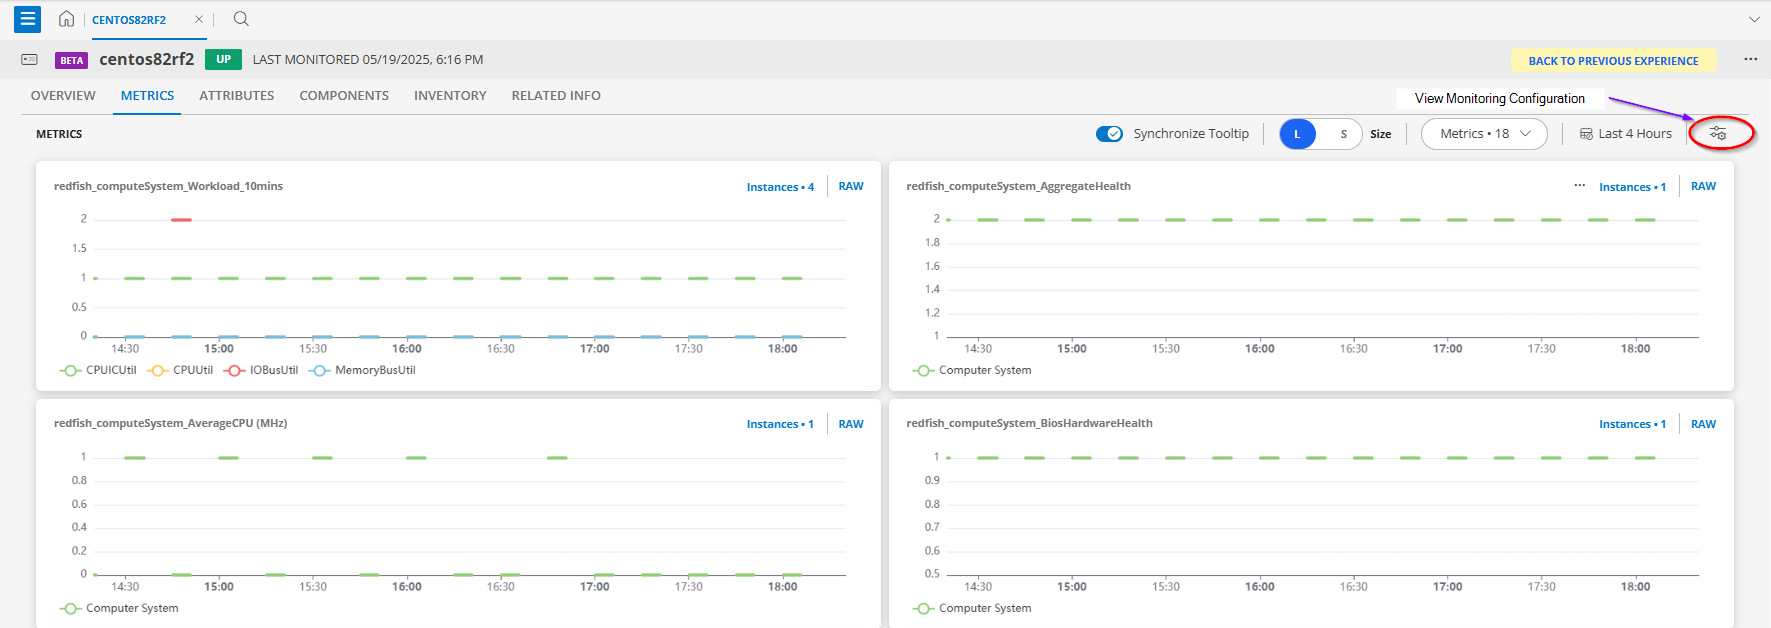 CENTOS82RF2
BETA centos82rf2 UP LAST MONITORED 05/19/2025, 6:16 PM BACK TO PREVIOUS EXPERIENCE
OVERVIEW METRICS ATTRIBUTES COMPONENTS INVENTORY RELATED INFO
View Monitoring Configuration
METRICS Synchronize Tooltip L S Size Metrics • 18 Last 4 Hours
redfish_computeSystem_Workload_10mins Instances • 4 RAW
2
1.5
1
0.5
0
14:30 15:00 15:30 16:00 16:30 17:00 17:30 18:00
CPUICUtil CPUUtil IOBusUtil MemoryBusUtil
redfish_computeSystem_AggregateHealth ... Instances • 1 RAW
2
1.8
1.6
1.4
1.2
1
14:30 15:00 15:30 16:00 16:30 17:00 17:30 18:00
Computer System
redfish_computeSystem_AverageCPU (MHz) Instances • 1 RAW
1
0.8
0.6
0.4
0.2
0
14:30 15:00 15:30 16:00 16:30 17:00 17:30 18:00
Computer System
redfish_computeSystem_BiosHardwareHealth Instances • 1 RAW
1
0.9
0.8
0.7
0.6
0.5
14:30 15:00 15:30 16:00 16:30 17:00 17:30 18:00
Computer System